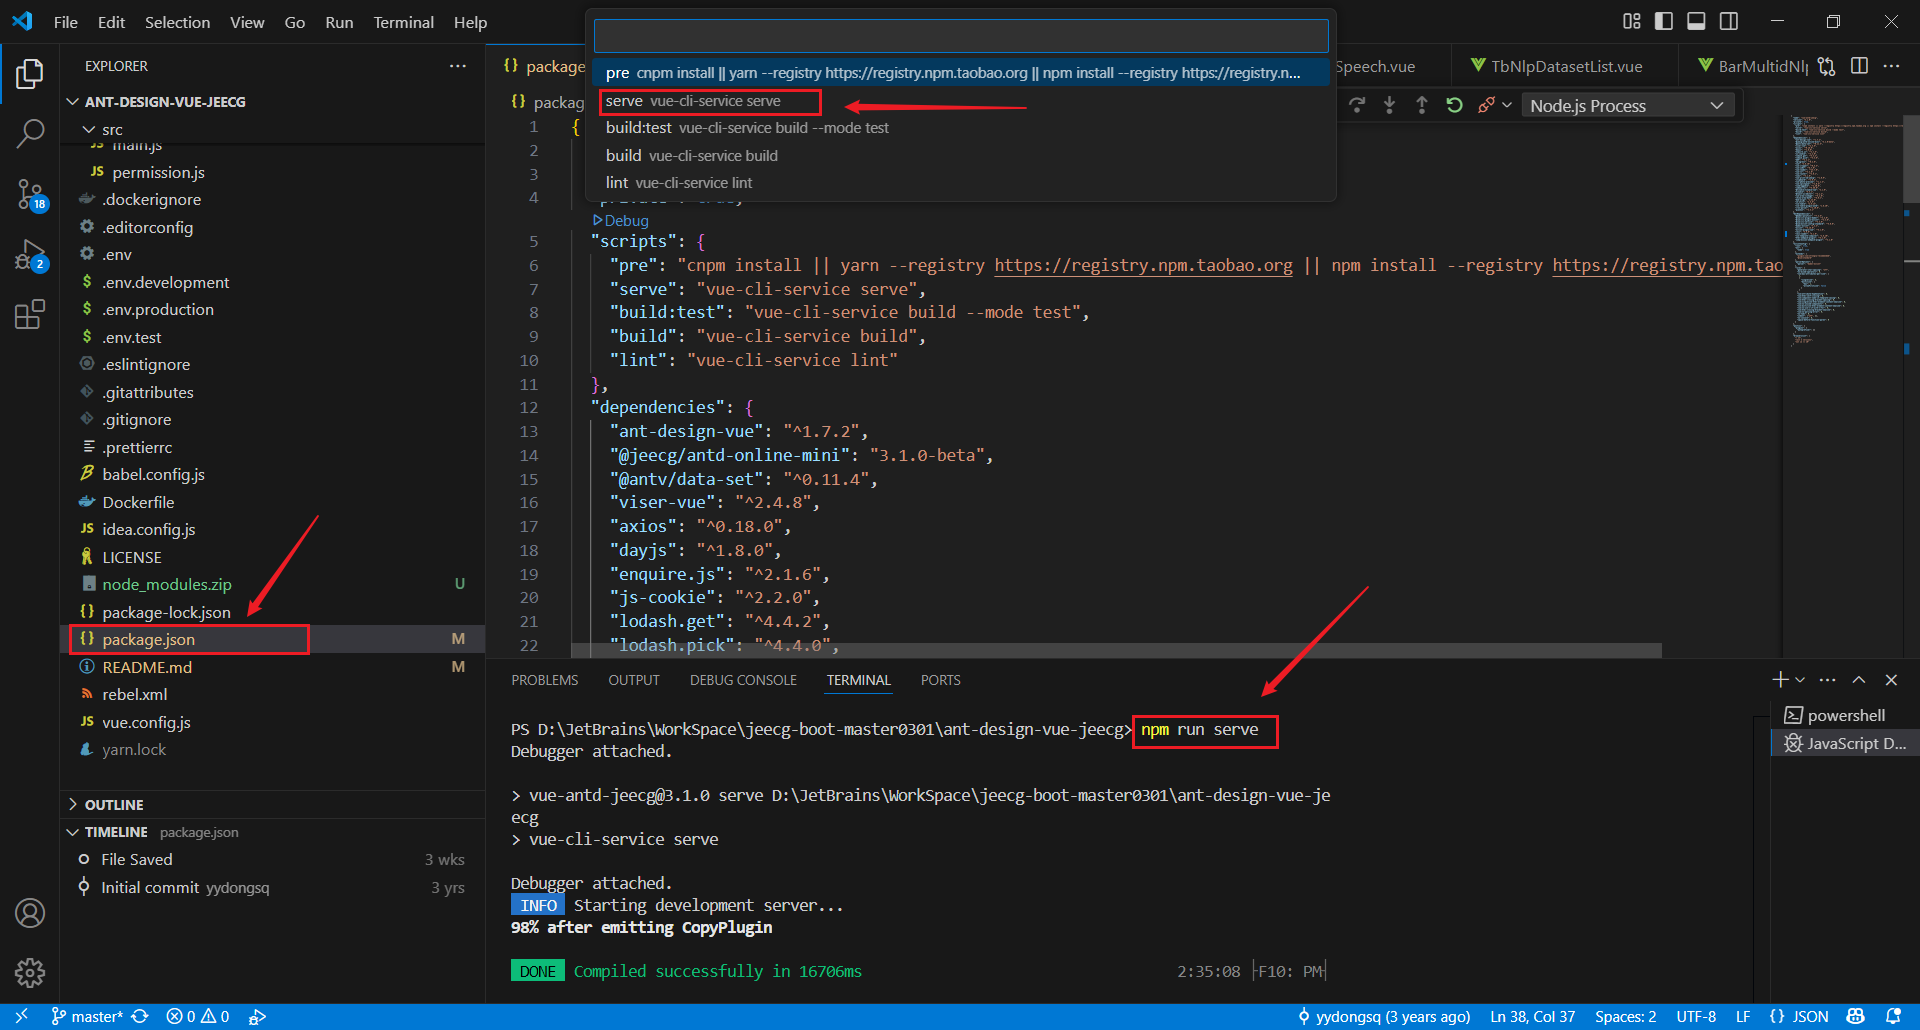 File Edit Selection View Go Run Terminal Help
pre cnpm install || yarn --registry https://registry.npm.taobao.org || npm install --registry https://registry.n...
serve vue-cli-service serve
build:test vue-cli-service build --mode test
build vue-cli-service build
lint vue-cli-service lint
EXPLORER
ANT-DESIGN-VUE-JEECG
src
main.js
permission.js
.dockerignore
.editorconfig
.env
.env.development
.env.production
.env.test
.eslintignore
.gitattributes
.gitignore
.prettierrc
babel.config.js
Dockerfile
idea.config.js
LICENSE
node_modules.zip U
package-lock.json
package.json M
README.md M
rebel.xml
vue.config.js
yarn.lock
OUTLINE
TIMELINE package.json
File Saved 3 wks
Initial commit yydongsq 3 yrs
18
2
package
Speech.vue
TbNlpDatasetList.vue
BarMultidNl
packag
Node.js Process
1 {
2
3
4 "private": true,
Debug
5 "scripts": {
6 "pre": "cnpm install || yarn --registry https://registry.npm.taobao.org || npm install --registry https://registry.npm.tao
7 "serve": "vue-cli-service serve",
8 "build:test": "vue-cli-service build --mode test",
9 "build": "vue-cli-service build",
10 "lint": "vue-cli-service lint"
11 },
12 "dependencies": {
13 "ant-design-vue": "^1.7.2",
14 "@jeecg/antd-online-mini": "3.1.0-beta",
15 "@antv/data-set": "^0.11.4",
16 "viser-vue": "^2.4.8",
17 "axios": "^0.18.0",
18 "dayjs": "^1.8.0",
19 "enquire.js": "^2.1.6",
20 "js-cookie": "^2.2.0",
21 "lodash.get": "^4.4.2",
22 "lodash.pick": "^4.4.0",
PROBLEMS OUTPUT DEBUG CONSOLE TERMINAL PORTS
PS D:\JetBrains\WorkSpace\jeecg-boot-master0301\ant-design-vue-jeecg> npm run serve
Debugger attached.
> vue-antd-jeecg@3.1.0 serve D:\JetBrains\WorkSpace\jeecg-boot-master0301\ant-design-vue-je
ecg
> vue-cli-service serve
Debugger attached.
INFO Starting development server...
98% after emitting CopyPlugin
DONE Compiled successfully in 16706ms 2:35:08 ├F10: PM┤
powershell
JavaScript D...
master* 0 0
yydongsq (3 years ago) Ln 38, Col 37 Spaces: 2 UTF-8 LF {} JSON